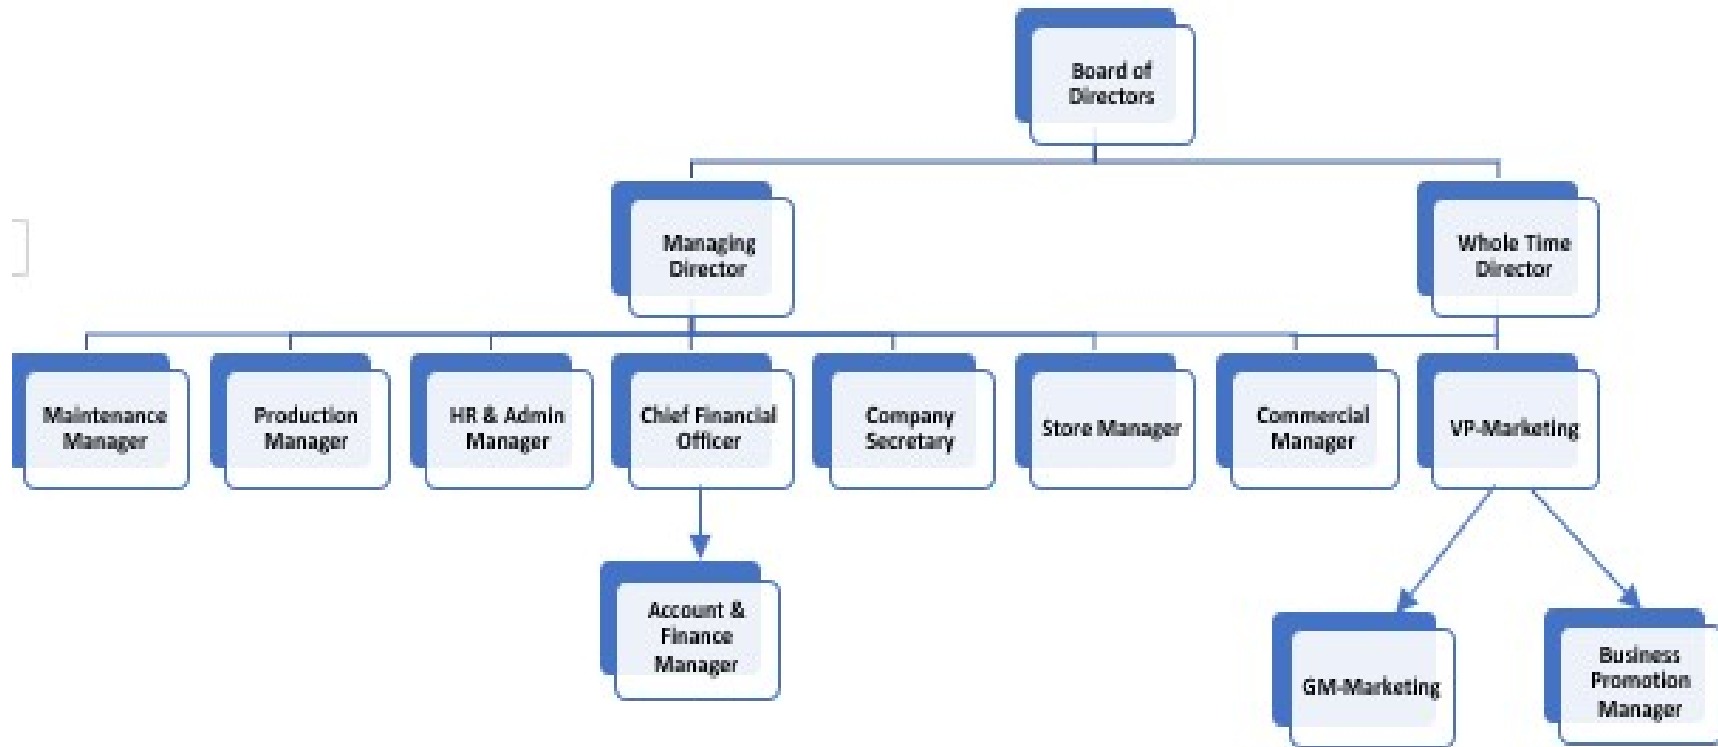 Board of
Directors
Managing
Director
Whole Time
Director
Maintenance
Manager
Production
Manager
HR & Admin
Manager
Chief Financial
Officer
Company
Secretary
Store Manager
Commercial
Manager
VP-Marketing
Account &
Finance
Manager
GM-Marketing
Business
Promotion
Manager